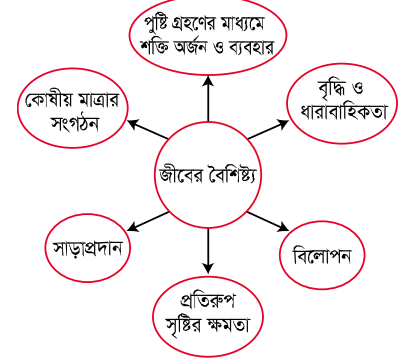 পুষ্টি গ্রহণের মাধ্যমে
শক্তি অর্জন ও ব্যবহার
কোষীয় মাত্রার
সংগঠন
বৃদ্ধি ও
ধারাবাহিকতা
জীবের বৈশিষ্ট্য
সাড়াপ্রদান
বিলোপন
প্রতিরুপ
সৃষ্টির ক্ষমতা